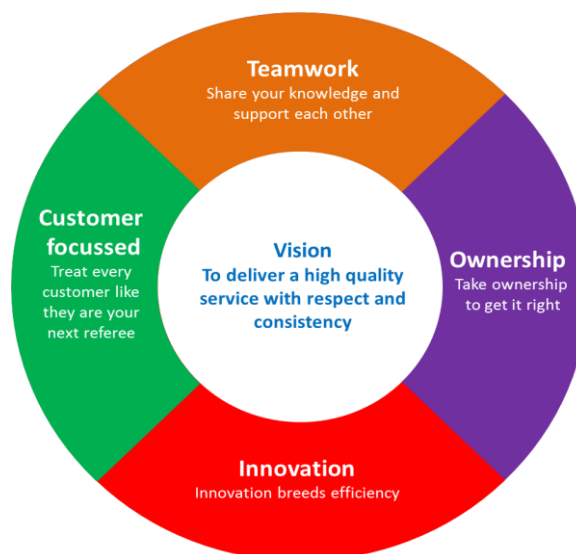 Teamwork
Share your knowledge and
support each other
Customer
focussed
Treat every
customer like
they are your
next referee
Vision
To deliver a high quality
service with respect and
consistency
Ownership
Take ownership
to get it right
Innovation
Innovation breeds efficiency